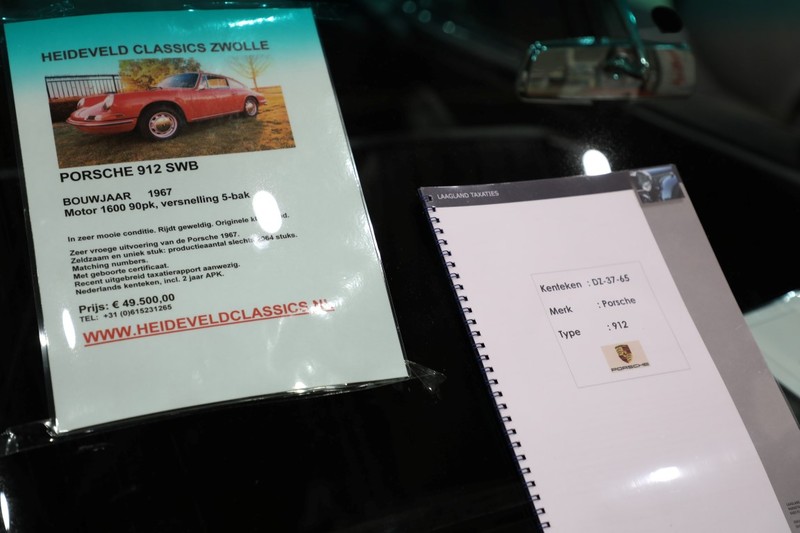 HEIDEVELD CLASSICS ZWOLLE
PORSCHE 912 SWB
BOUWJAAR 1967
Motor 1600 90pk, versnelling 5-bak
In zeer mooie conditie. Rijdt geweldig. Originele
Zeer vroege uitvoering van de Porsche 1967.
Zeldzaam en uniek stuk: productieaantal slechts 2064 stuks.
Matching numbers.
Met geboorte certificaat.
Recent uitgebreid taxatierapport aanwezig.
Nederlands kenteken, incl. 2 jaar APK.
Prijs: € 49.500,00
TEL: +31 (0)615231265
WWW.HEIDEVELDCLASSICS.NL
LAAGLAND TAXATIES
Kenteken : DZ-37-65
Merk : Porsche
Type : 912
PORSCHE